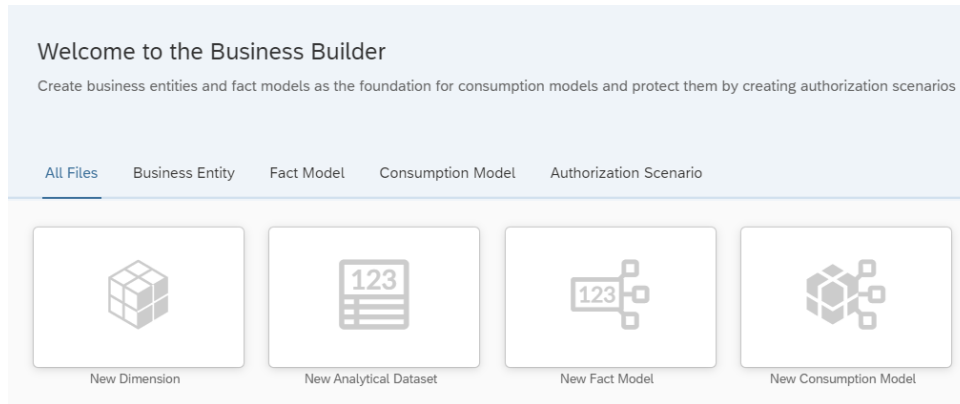 Welcome to the Business Builder
Create business entities and fact models as the foundation for consumption models and protect them by creating authorization scenarios
All Files Business Entity Fact Model Consumption Model Authorization Scenario
123 123
New Dimension New Analytical Dataset New Fact Model New Consumption Model